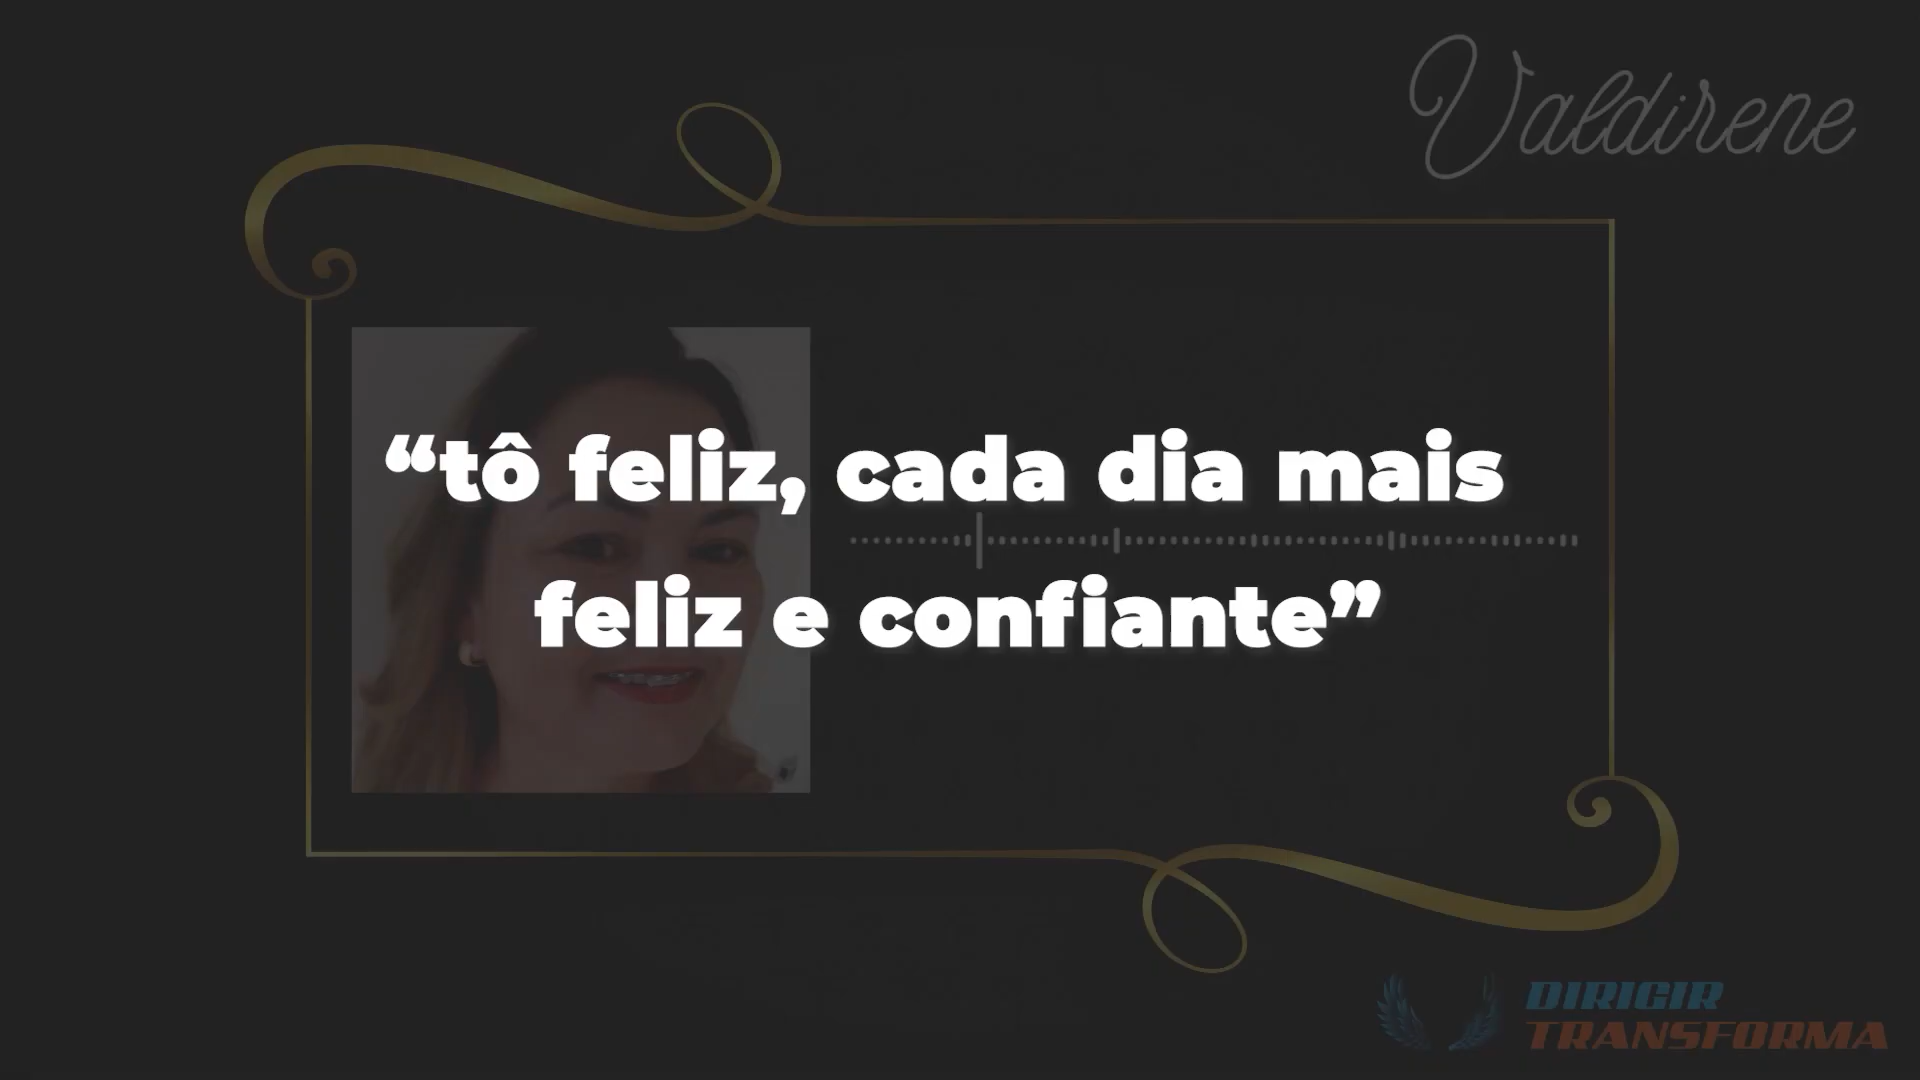 Valdirene
“tô feliz, cada dia mais
feliz e confiante”
DIRIGIR
TRANSFORMA